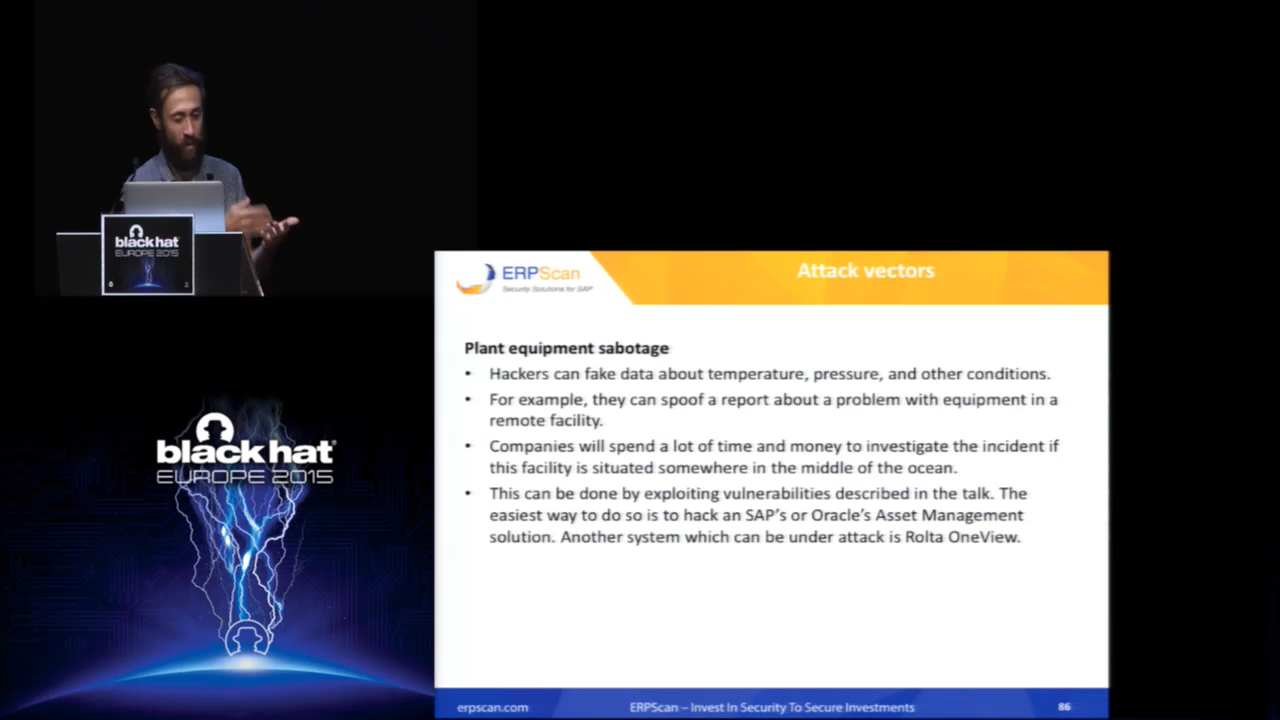 black hat
EUROPE 2015
black hat
EUROPE 2015
ERPScan
Security Solutions for SAP
Attack vectors
Plant equipment sabotage
• Hackers can fake data about temperature, pressure, and other conditions.
• For example, they can spoof a report about a problem with equipment in a
remote facility.
• Companies will spend a lot of time and money to investigate the incident if
this facility is situated somewhere in the middle of the ocean.
• This can be done by exploiting vulnerabilities described in the talk. The
easiest way to do so is to hack an SAP's or Oracle's Asset Management
solution. Another system which can be under attack is Rolta OneView.
erpscan.com
ERPScan – Invest In Security To Secure Investments
86